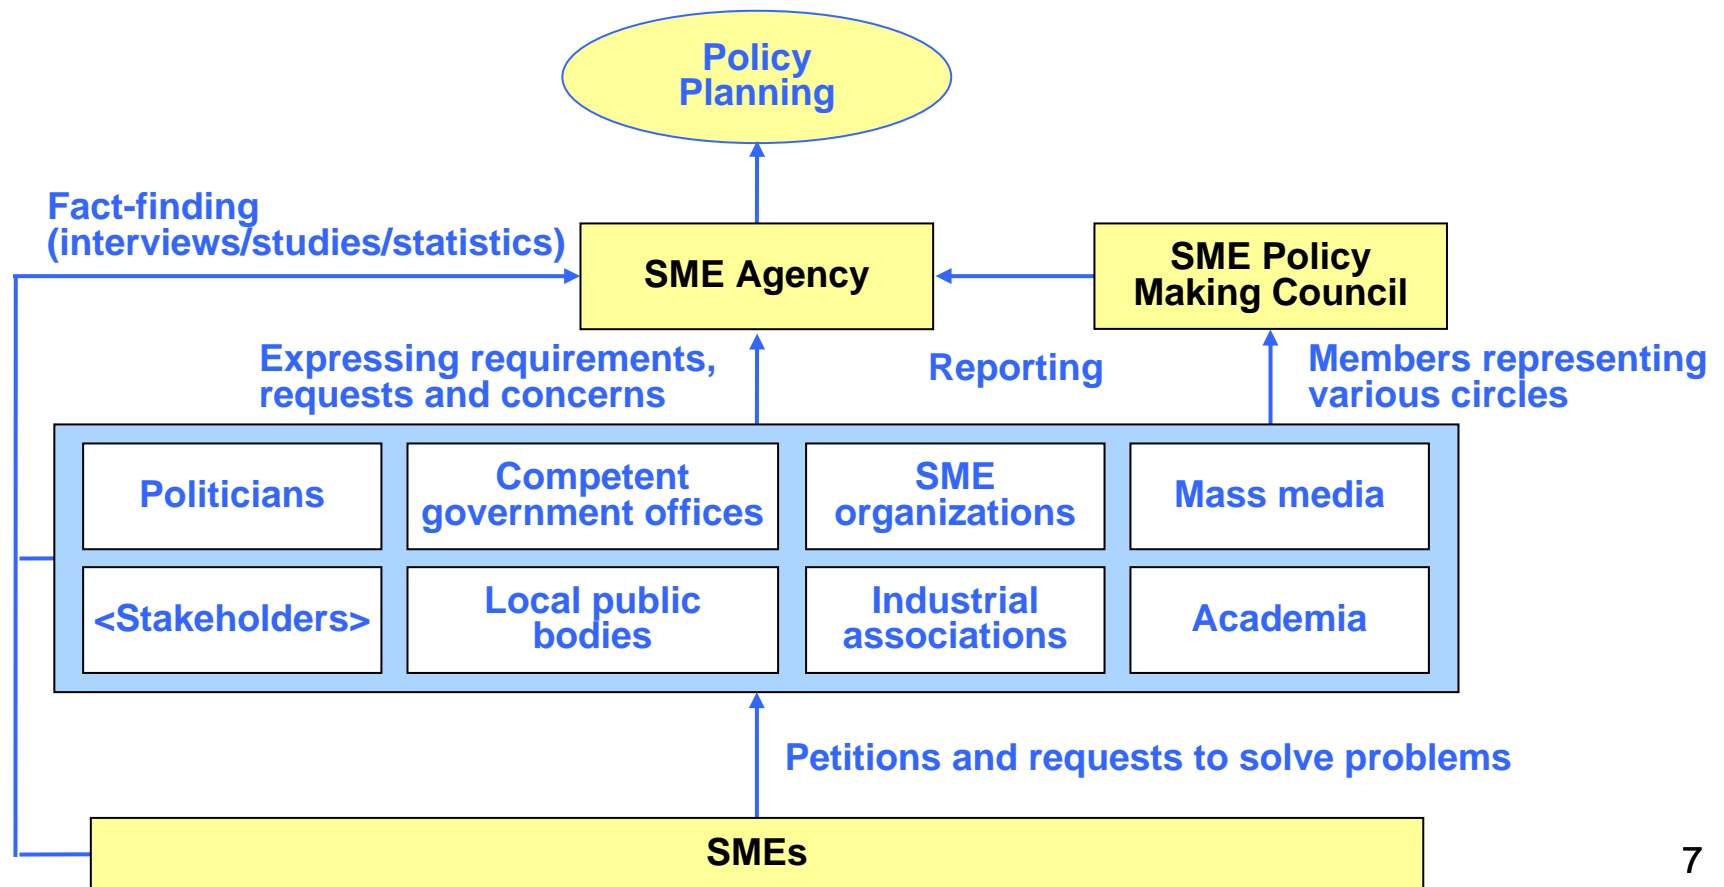 Policy
Planning
Fact-finding
(interviews/studies/statistics)
SME Agency
SME Policy
Making Council
Expressing requirements,
requests and concerns
Reporting
Members representing
various circles
Politicians
Competent
government offices
SME
organizations
Mass media
<Stakeholders>
Local public
bodies
Industrial
associations
Academia
Petitions and requests to solve problems
SMEs
7